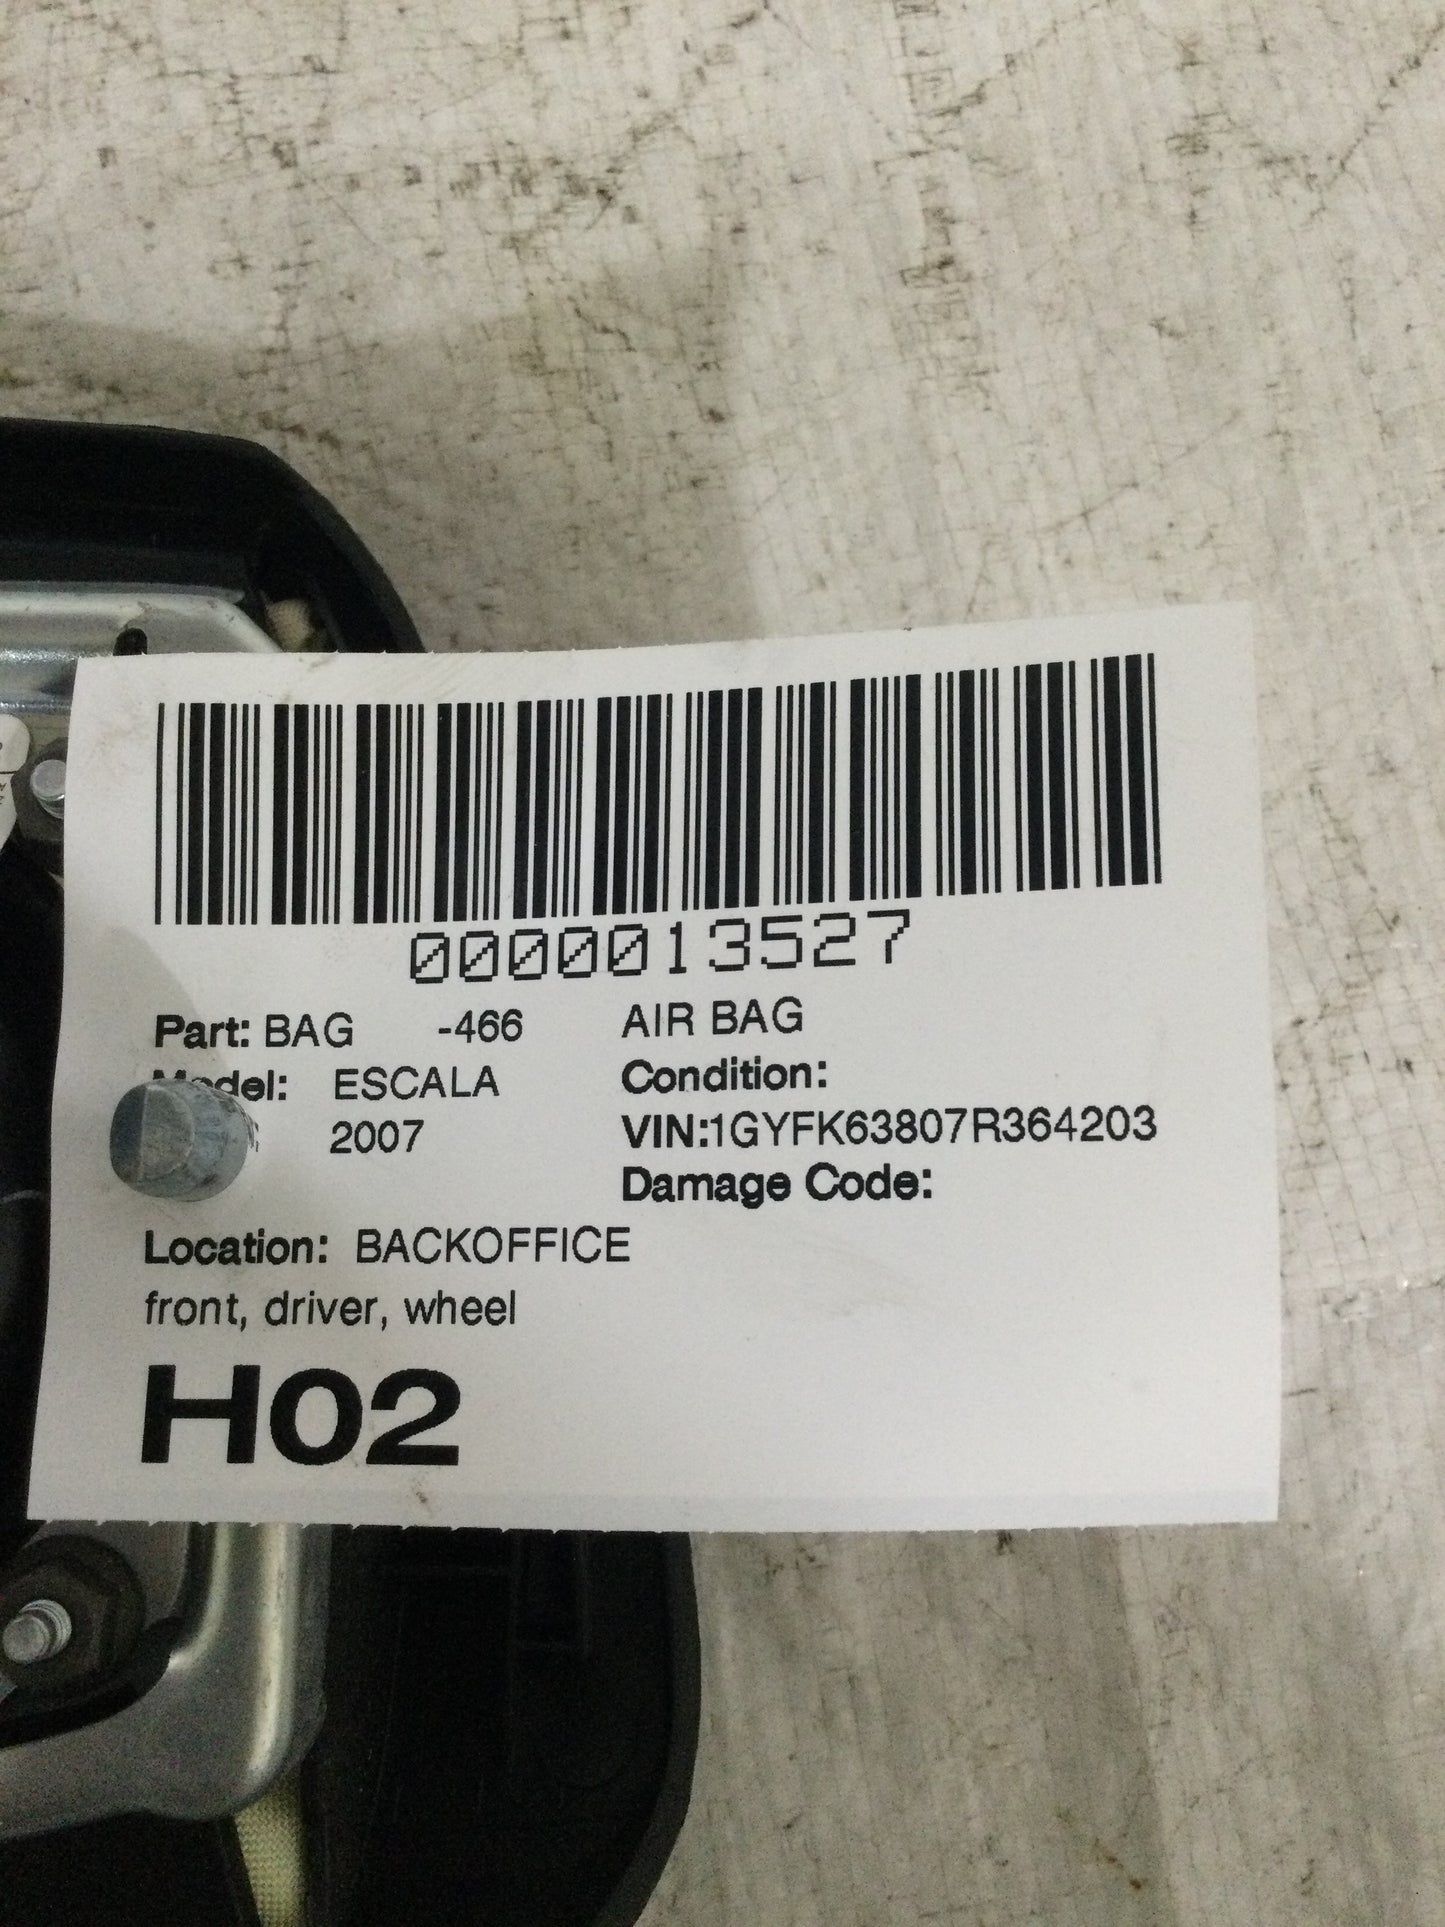 0000013527
Part: BAG -466 AIR BAG
Model: ESCALA Condition:
2007 VIN:1GYFK63807R364203
Damage Code:
Location: BACKOFFICE
front, driver, wheel
H02